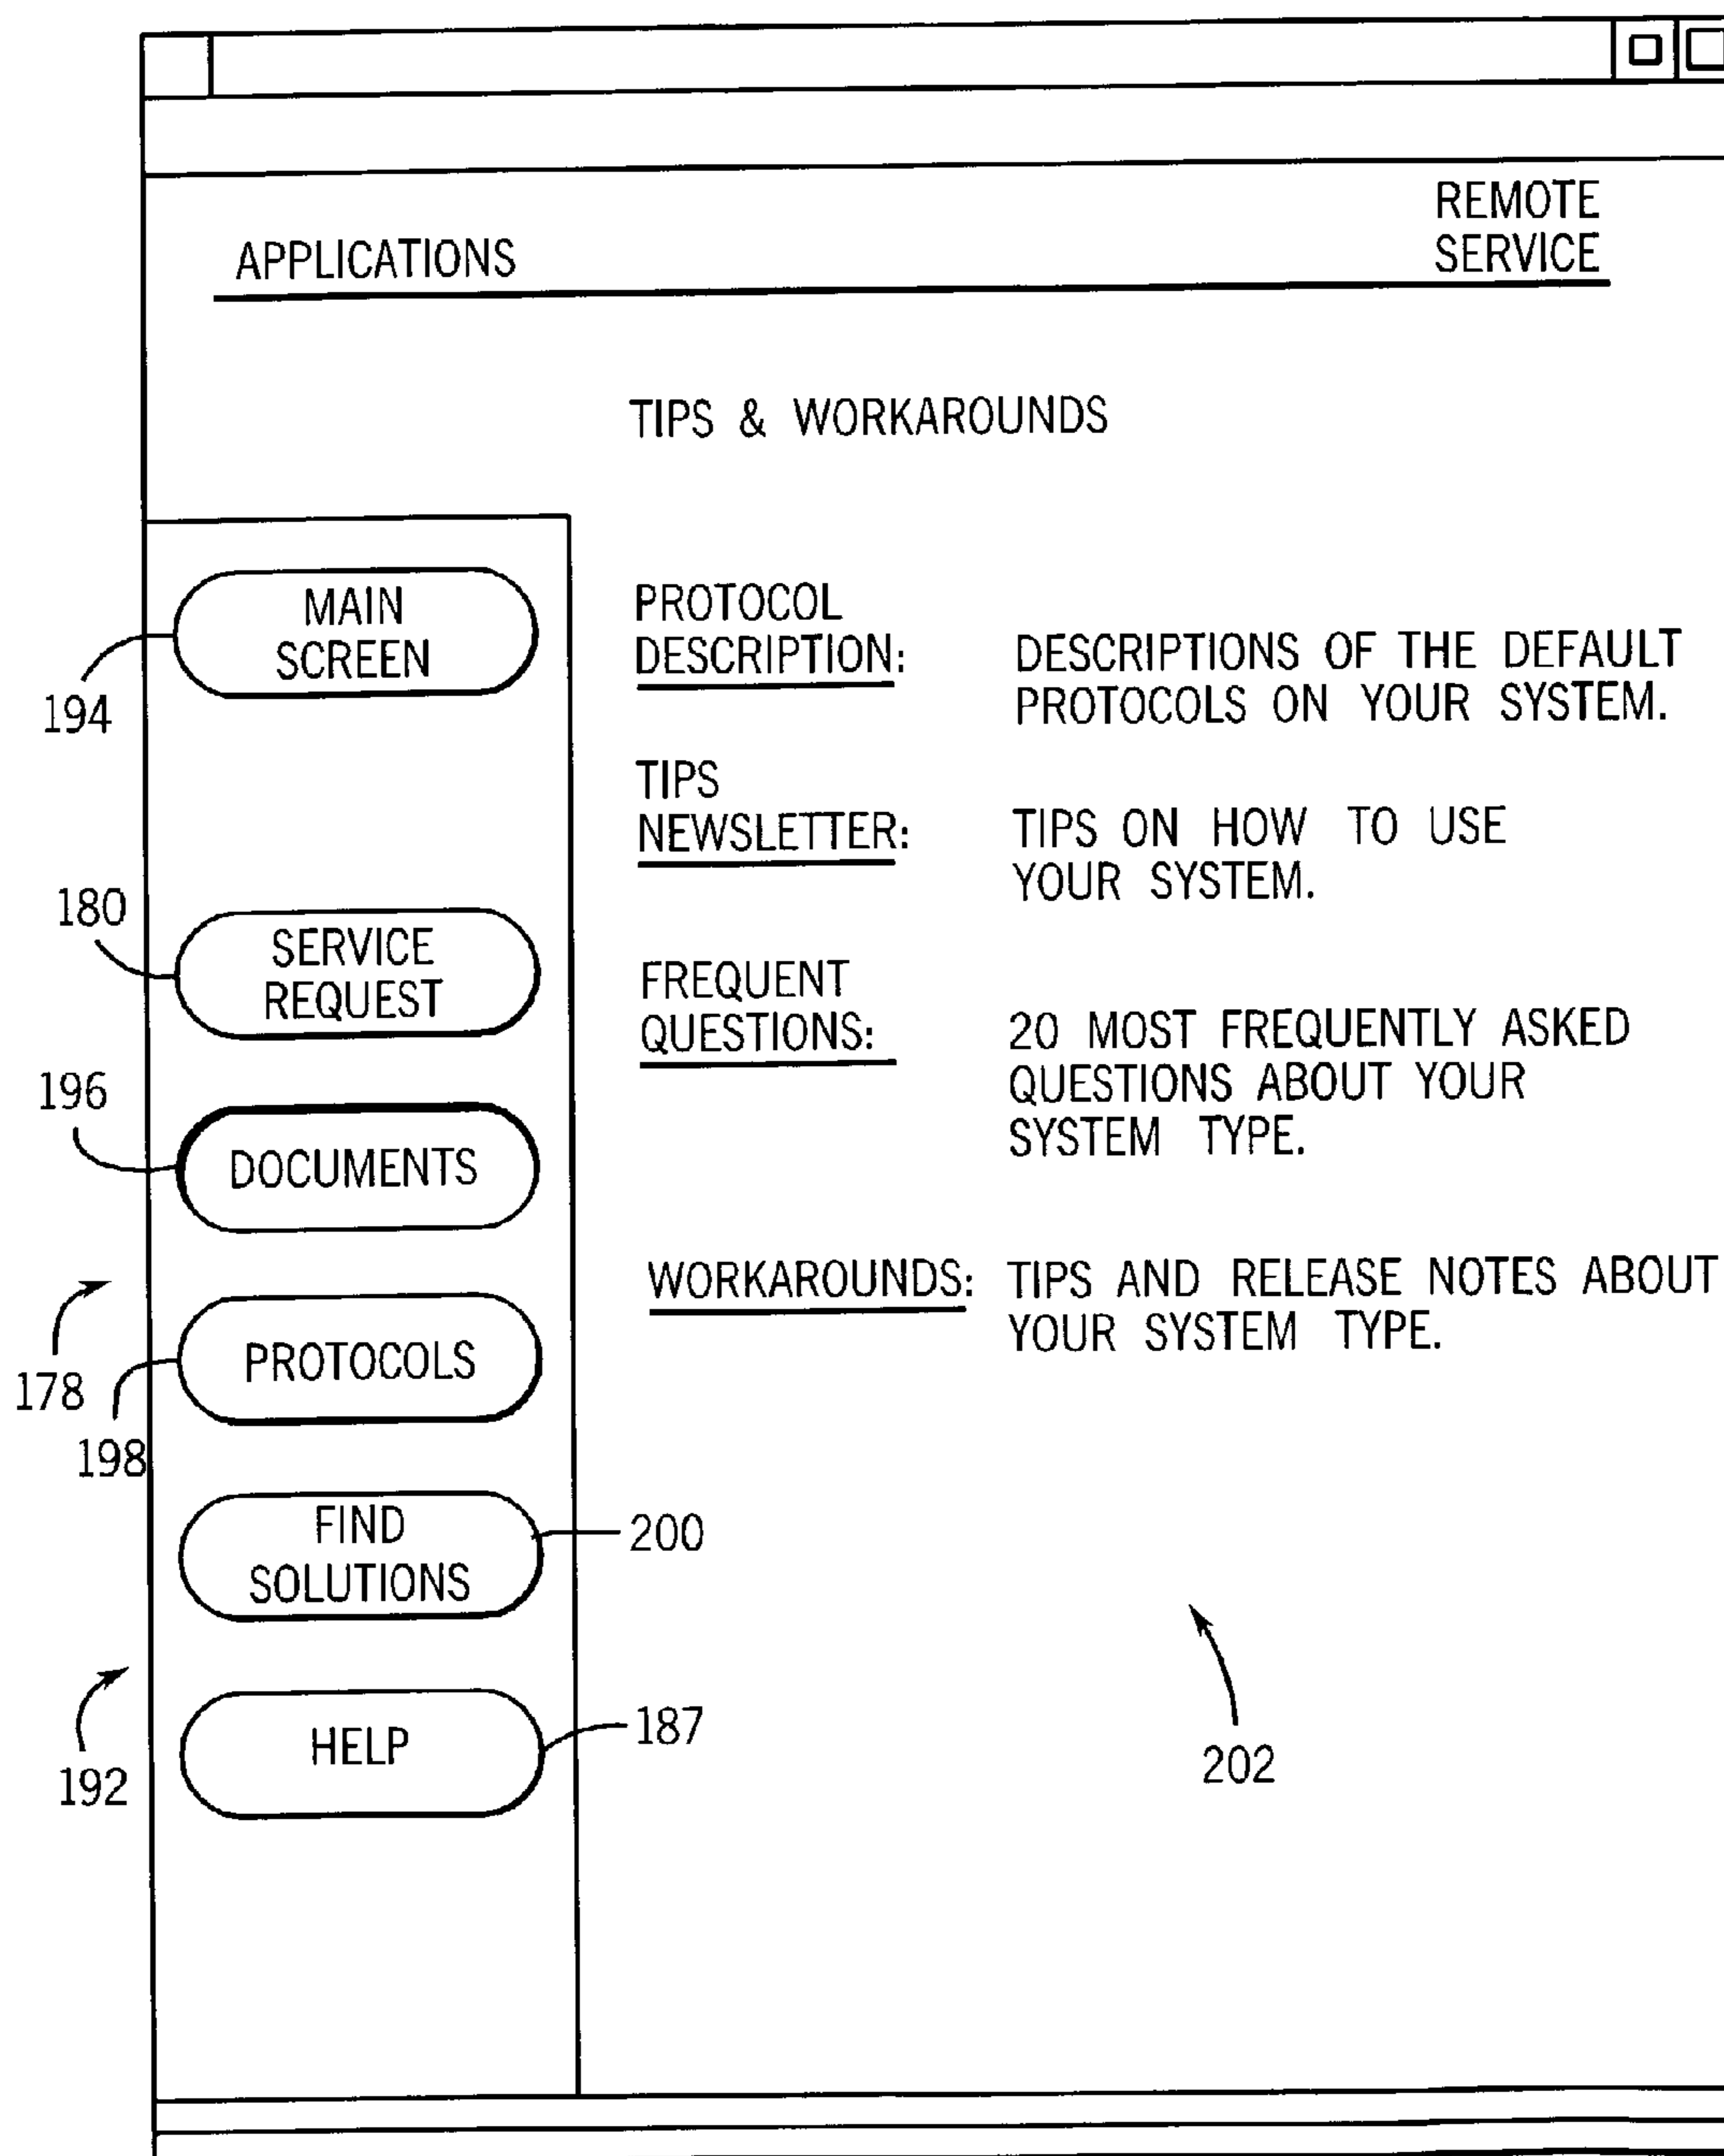 REMOTE
SERVICE
APPLICATIONS
TIPS & WORKAROUNDS
MAIN
SCREEN
194
PROTOCOL
DESCRIPTION:
DESCRIPTIONS OF THE DEFAULT
PROTOCOLS ON YOUR SYSTEM.
TIPS
NEWSLETTER:
TIPS ON HOW TO USE
YOUR SYSTEM.
180
SERVICE
REQUEST
FREQUENT
QUESTIONS:
20 MOST FREQUENTLY ASKED
QUESTIONS ABOUT YOUR
SYSTEM TYPE.
196
DOCUMENTS
WORKAROUNDS:
TIPS AND RELEASE NOTES ABOUT
YOUR SYSTEM TYPE.
178
PROTOCOLS
198
FIND
SOLUTIONS
200
192
HELP
187
202